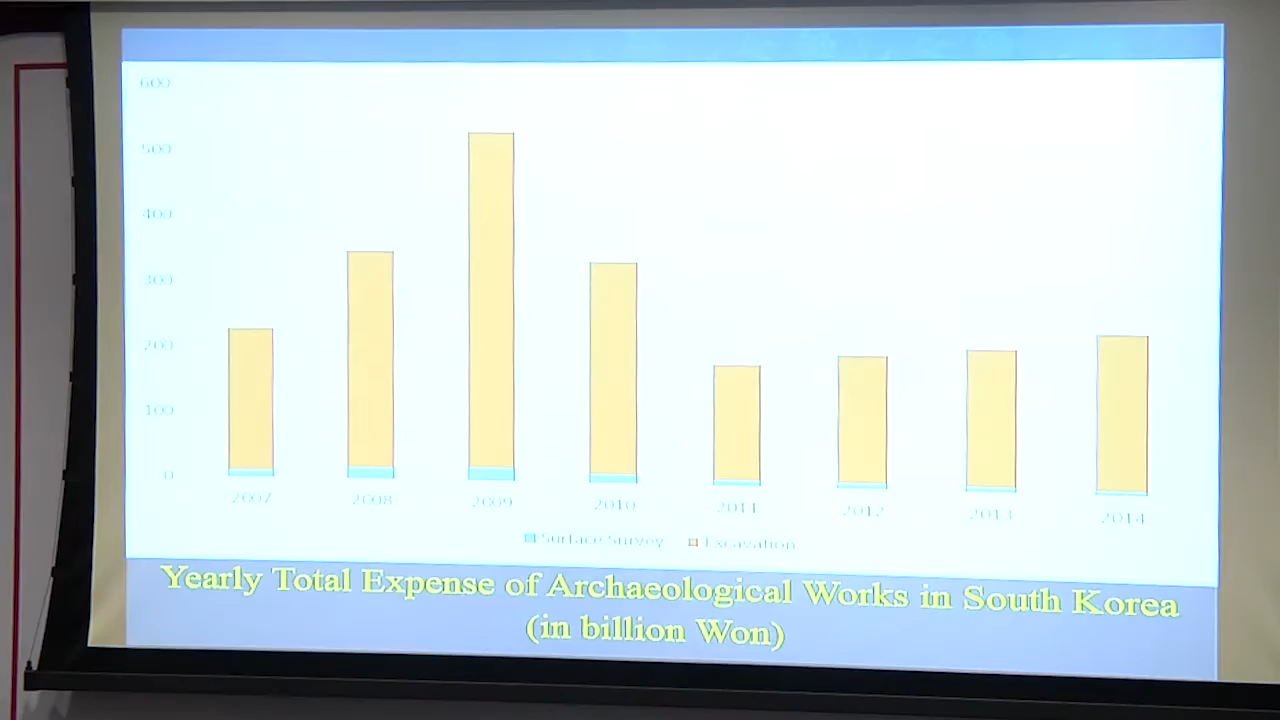 600
500
400
300
200
100
0
2007 2008 2009 2010 2011 2012 2013 2014
Surface Survey Excavation
Yearly Total Expense of Archaeological Works in South Korea
(in billion Won)